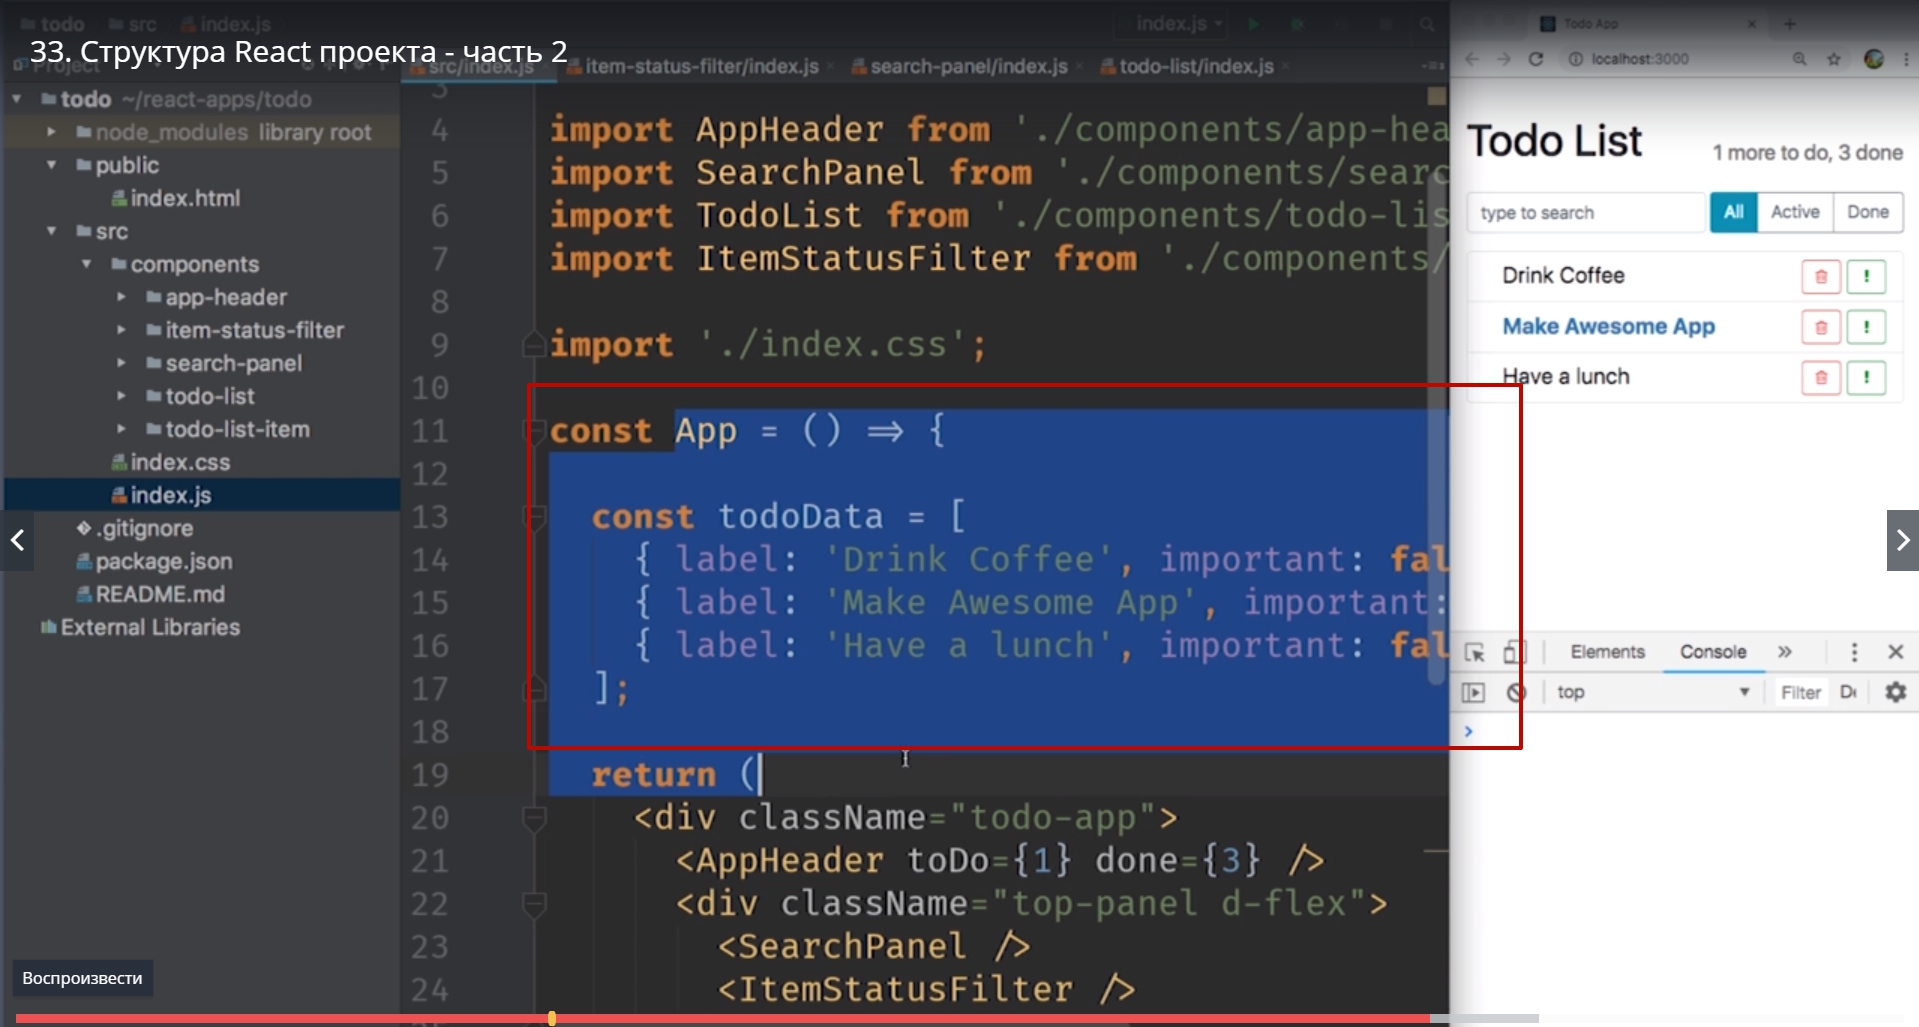 todo src index.js
index.js
33. Структура React проекта - часть 2
Project
src/index.js item-status-filter/index.js search-panel/index.js todo-list/index.js
todo ~/react-apps/todo
node_modules library root
public
index.html
src
components
app-header
item-status-filter
search-panel
todo-list
todo-list-item
index.css
index.js
.gitignore
package.json
README.md
External Libraries
3
4 import AppHeader from './components/app-hea
5 import SearchPanel from './components/searc
6 import TodoList from './components/todo-lis
7 import ItemStatusFilter from './components/
8
9 import './index.css';
10
11 const App = () => {
12
13 const todoData = [
14 { label: 'Drink Coffee', important: fal
15 { label: 'Make Awesome App', important:
16 { label: 'Have a lunch', important: fal
17 ];
18
19 return (
20 <div className="todo-app">
21 <AppHeader toDo={1} done={3} />
22 <div className="top-panel d-flex">
23 <SearchPanel />
24 <ItemStatusFilter />
Todo App
localhost:3000
Todo List
1 more to do, 3 done
type to search
All Active Done
Drink Coffee
Make Awesome App
Have a lunch
Elements Console
top Filter De
Воспроизвести